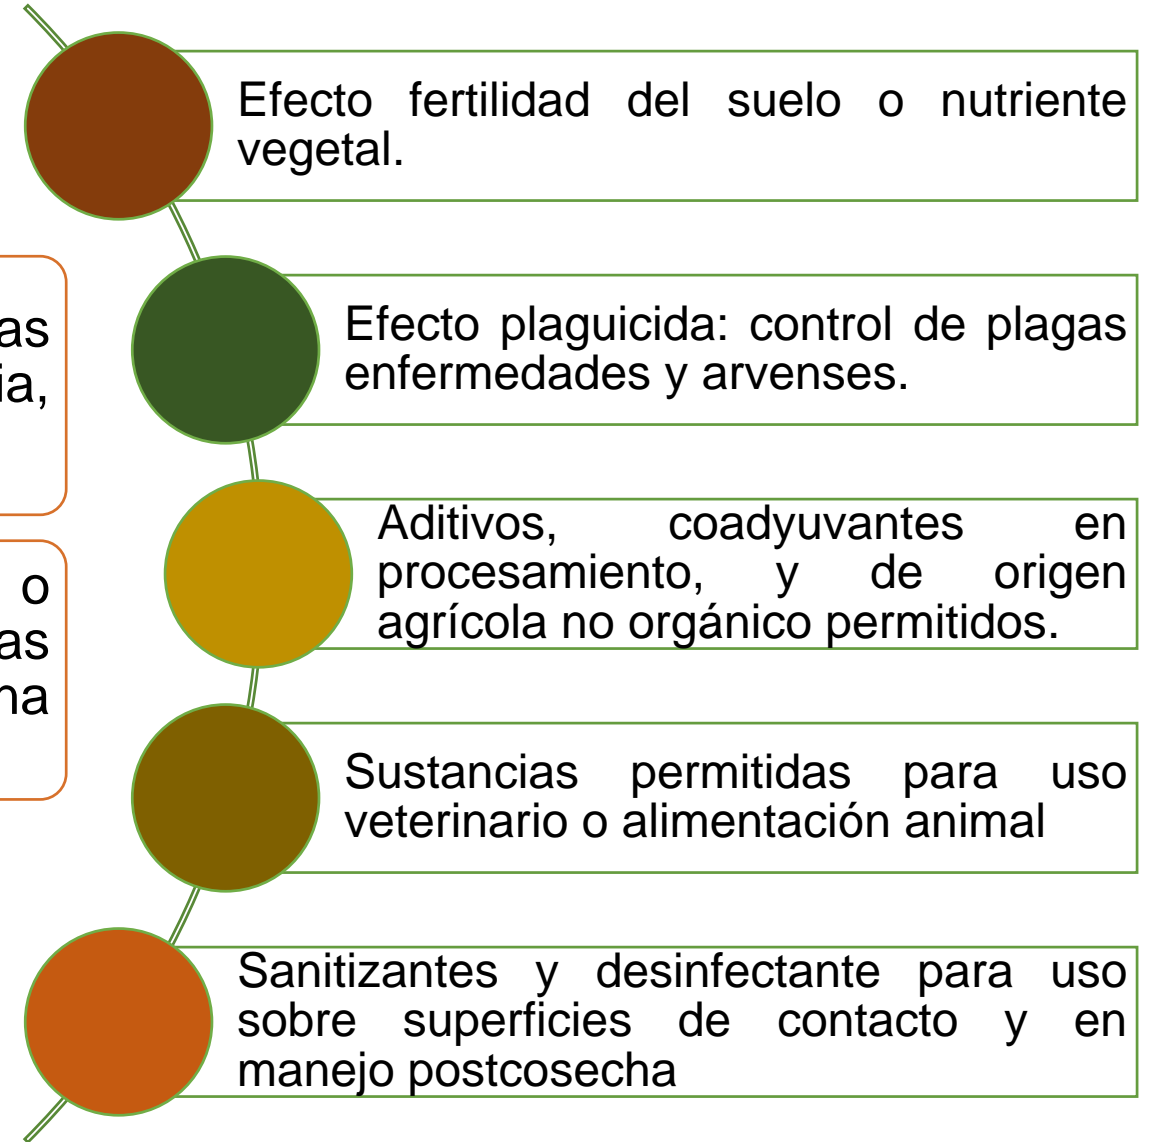 Efecto fertilidad del suelo o nutriente
vegetal.
Efecto plaguicida: control de plagas
enfermedades y arvenses.
Aditivos, coadyuvantes en
procesamiento, y de origen
agrícola no orgánico permitidos.
Sustancias permitidas para uso
veterinario o alimentación animal
Sanitizantes y desinfectante para uso
sobre superficies de contacto y en
manejo postcosecha
o